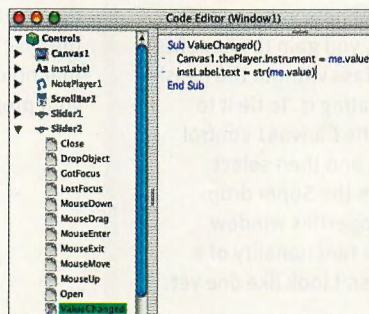 Code Editor (Window1)
Controls
Canvas1
Aa instLabel
NotePlayer1
ScrollBar1
Slider1
Slider2
Close
DropObject
GotFocus
LostFocus
MouseDown
MouseDrag
MouseEnter
MouseExit
MouseMove
MouseUp
Open
ValueChanged
Sub ValueChanged()
Canvas1.thePlayer.Instrument = me.value
instLabel.text = str(me.value)
End Sub